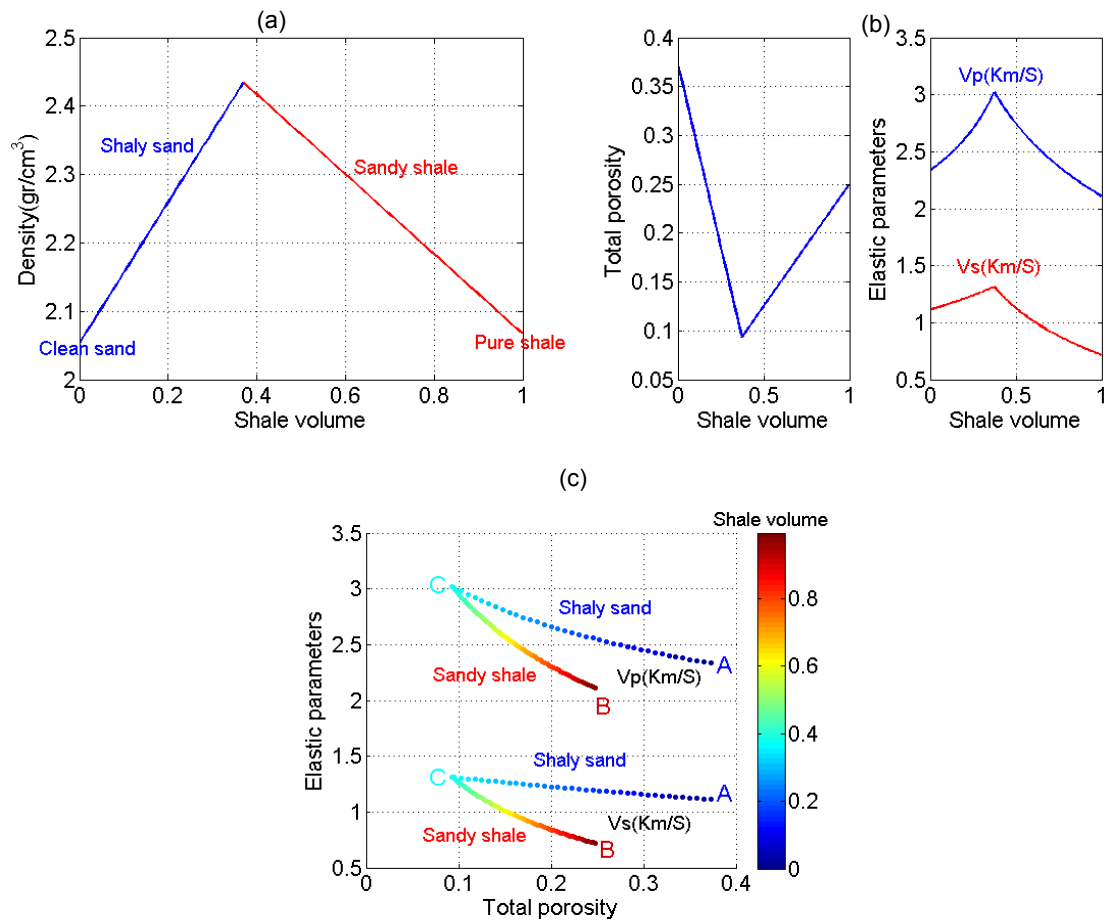 (a)
2.5
2.4
2.3
2.2
2.1
2
Density(gr/cm³)
Shaly sand
Sandy shale
Clean sand
Pure shale
0 0.2 0.4 0.6 0.8 1
Shale volume
(b)
0.4
0.35
0.3
0.25
0.2
0.15
0.1
0.05
Total porosity
0 0.5 1
Shale volume
3.5
3
2.5
2
1.5
1
0.5
Elastic parameters
Vp(Km/S)
Vs(Km/S)
0 0.5 1
Shale volume
(c)
Shale volume
3.5
3
2.5
2
1.5
1
0.5
Elastic parameters
C
Shaly sand
A
Sandy shale
Vp(Km/S)
B
C
Shaly sand
A
Sandy shale
Vs(Km/S)
B
0 0.1 0.2 0.3 0.4
Total porosity
0.8
0.6
0.4
0.2
0